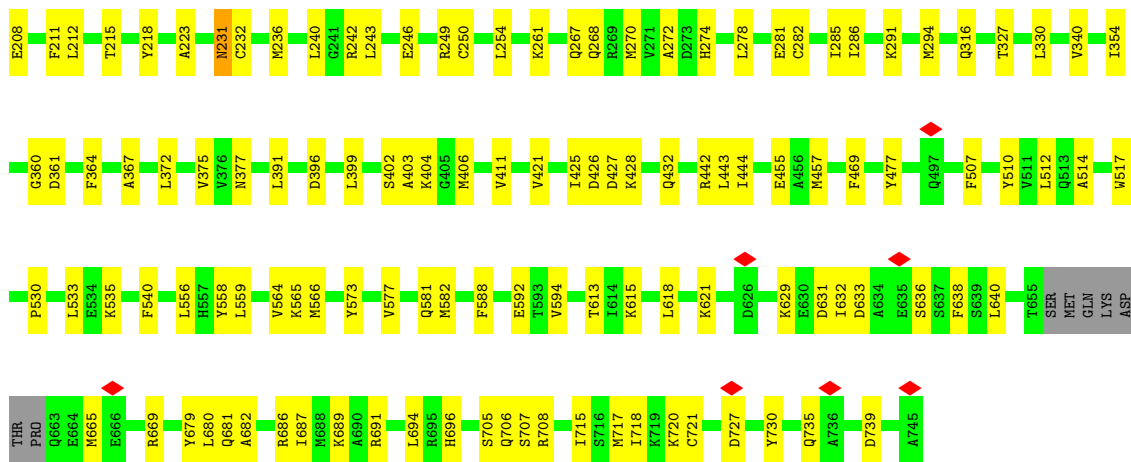 E208 F211 L212 T215 Y218 A223 N231 C232 M236 L240 G241 R242 L243 E246 R249 C250 L254 K261 Q267 Q268 R269 M270 V271 A272 D273 H274 L278 E281 C282 I285 I286 K291 M294 Q316 T327 L330 V340 I354
G360 D361 F364 A367 L372 V375 V376 N377 L391 D396 L399 S402 A403 K404 G405 M406 V411 V421 I425 D426 D427 K428 Q432 R442 L443 I444 E455 A456 M457 F469 Y477 Q497 F507 Y510 V511 L512 Q513 A514 W517
P530 L533 E534 K535 F540 L556 H557 Y558 L559 V564 K565 M566 Y573 V577 Q581 M582 F588 E592 T593 V594 T613 I614 K615 L618 K621 D626 K629 E630 D631 I632 D633 A634 E635 S636 S637 F638 S639 L640 T655 SER MET GLN LYS ASP
THR PRO Q663 E664 M665 E666 R669 Y679 L680 Q681 A682 R686 I687 M688 K689 A690 R691 L694 R695 H696 S705 Q706 S707 R708 I715 S716 M717 I718 K719 K720 C721 D727 Y730 Q735 A736 D739 A745